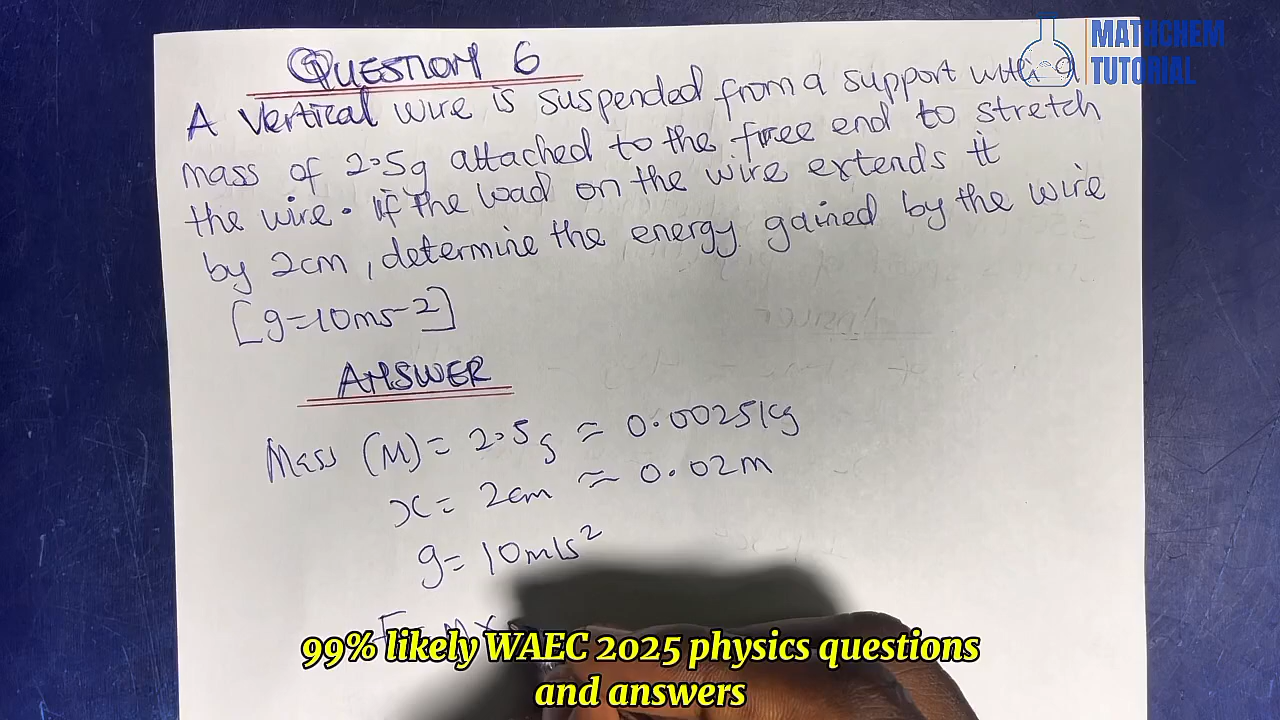 MATHCHEM
TUTORIAL
QUESTION 6
A vertical wire is suspended from a support with a
mass of 2.5g attached to the free end to stretch
the wire. If the load on the wire extends it
by 2cm, determine the energy gained by the wire
[g=10ms-2]
ANSWER
Mass (M) = 2.5g ≈ 0.0025kg
x = 2cm ≈ 0.02m
g = 10m/s²
F = M x
99% likely WAEC 2025 physics questions
and answers